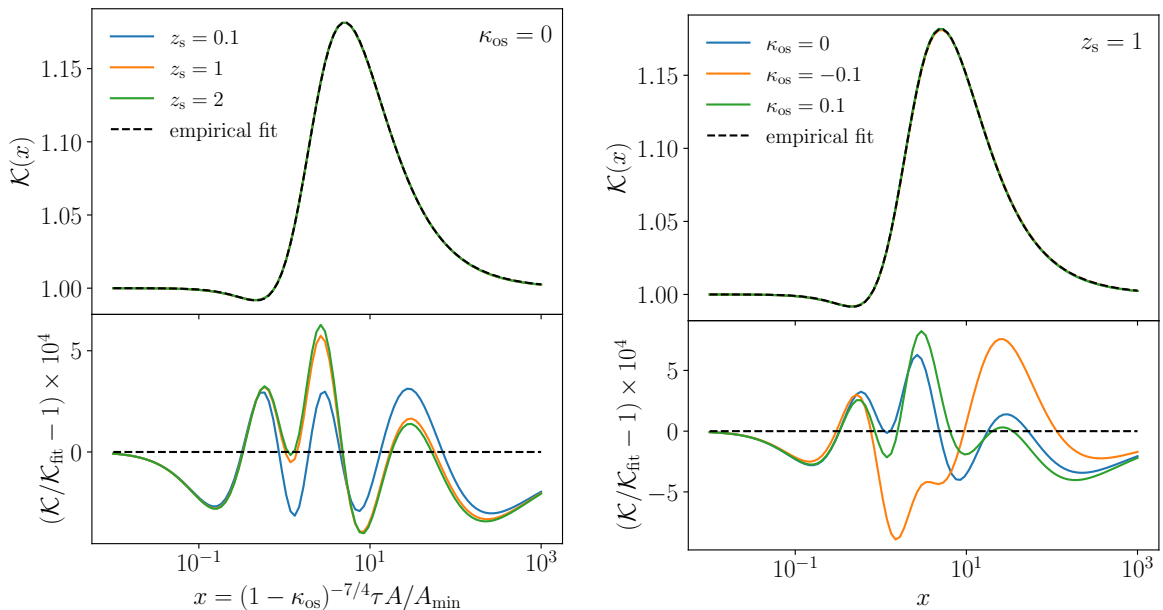 z_s = 0.1
z_s = 1
z_s = 2
empirical fit
κ_os = 0
𝒦(x)
1.15
1.10
1.05
1.00
(𝒦/𝒦_fit − 1) × 10^4
5
0
10^−1
10^1
10^3
x = (1 − κ_os)^−7/4 τA/A_min
κ_os = 0
κ_os = −0.1
κ_os = 0.1
empirical fit
z_s = 1
𝒦(x)
1.15
1.10
1.05
1.00
(𝒦/𝒦_fit − 1) × 10^4
5
0
−5
10^−1
10^1
10^3
x